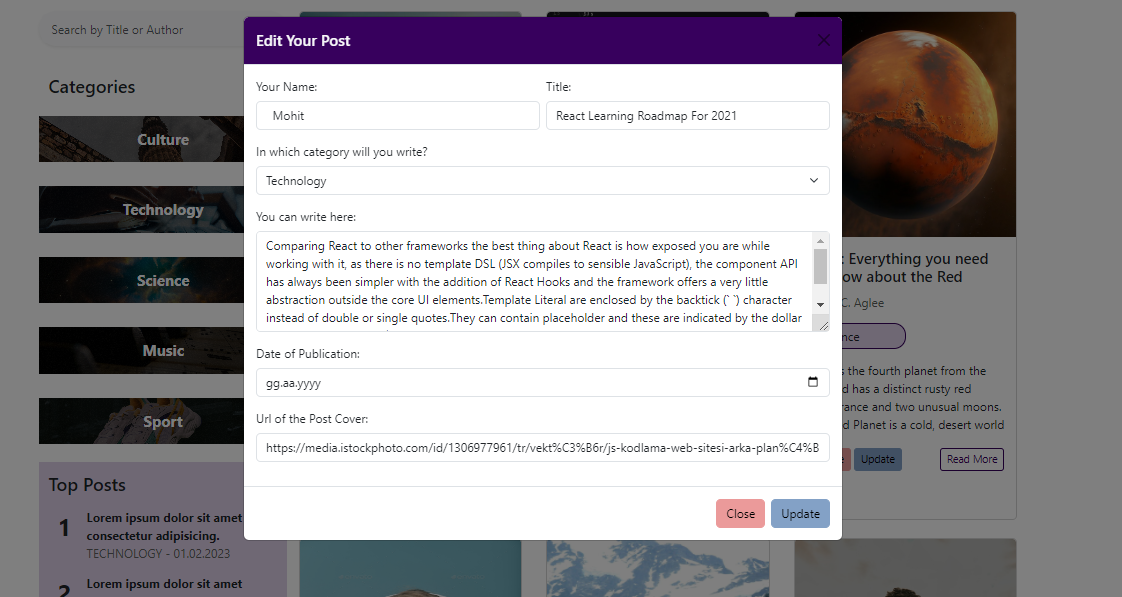 Search by Title or Author
Categories
Culture
Technology
Science
Music
Sport
Top Posts
1
Lorem ipsum dolor sit amet
consectetur adipisicing.
TECHNOLOGY - 01.02.2023
2
Lorem ipsum dolor sit amet
Edit Your Post
Your Name:
Mohit
Title:
React Learning Roadmap For 2021
In which category will you write?
Technology
You can write here:
Comparing React to other frameworks the best thing about React is how exposed you are while
working with it, as there is no template DSL (JSX compiles to sensible JavaScript), the component API
has always been simpler with the addition of React Hooks and the framework offers a very little
abstraction outside the core UI elements.Template Literal are enclosed by the backtick (` `) character
instead of double or single quotes.They can contain placeholder and these are indicated by the dollar
Date of Publication:
gg.aa.yyyy
Url of the Post Cover:
https://media.istockphoto.com/id/1306977961/tr/vekt%C3%B6r/js-kodlama-web-sitesi-arka-plan%C4%B
Close
Update
: Everything you need
ow about the Red
C. Aglee
nce
s the fourth planet from the
d has a distinct rusty red
rance and two unusual moons.
d Planet is a cold, desert world
Update
Read More